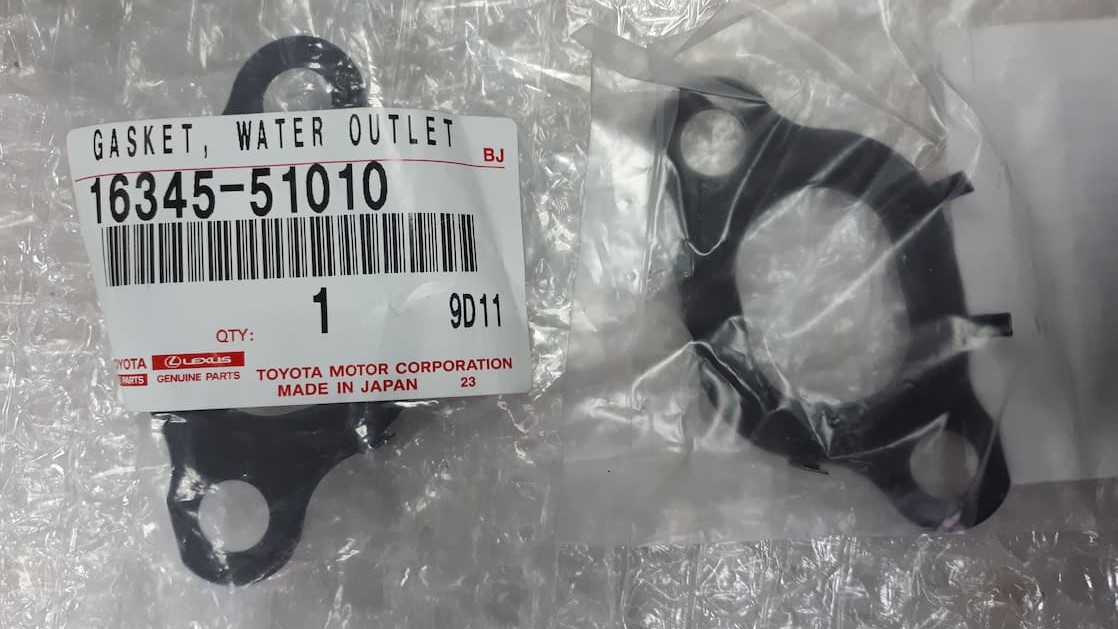 GASKET, WATER OUTLET
BJ
16345-51010
1
9D11
QTY:
LEXUS
GENUINE PARTS
PARTS
TOYOTA MOTOR CORPORATION
MADE IN JAPAN 23